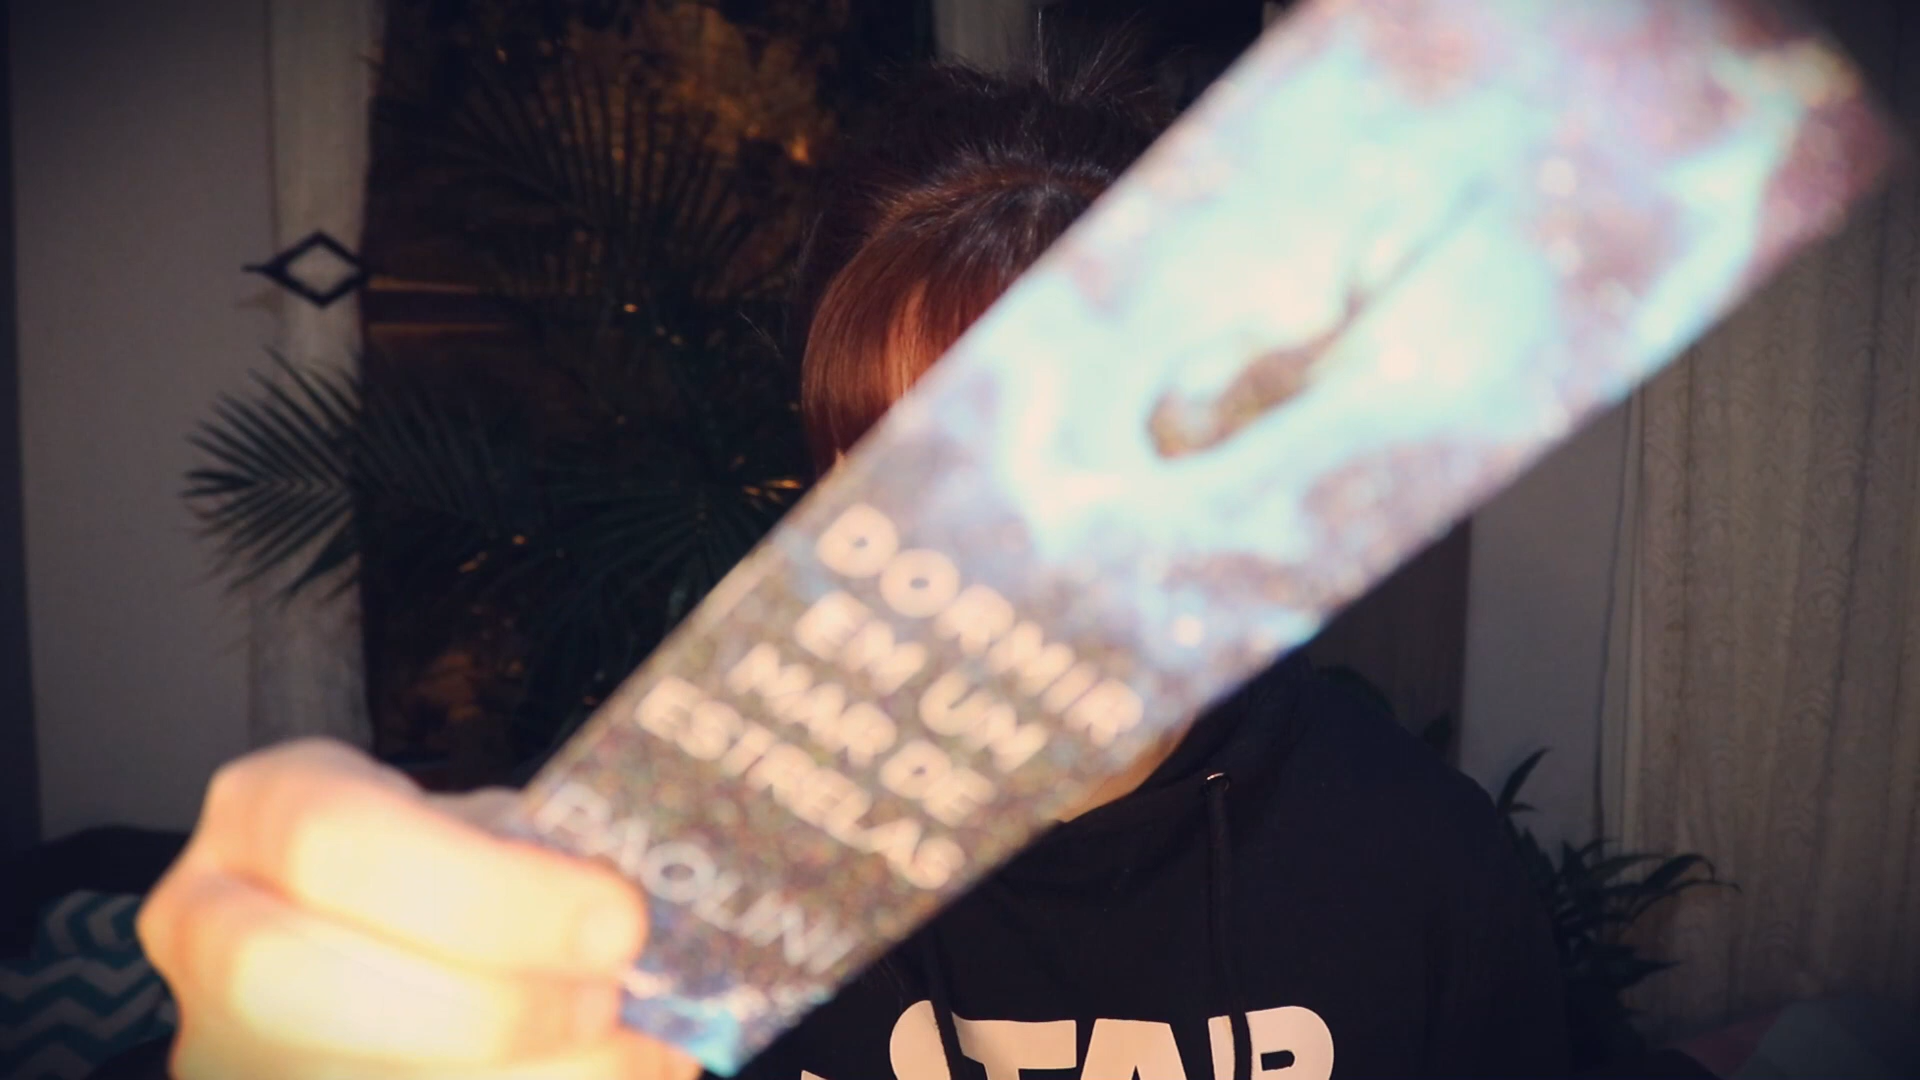 DORMIR
EM UM
MAR DE
ESTRELAS
PAOLINI
STAR